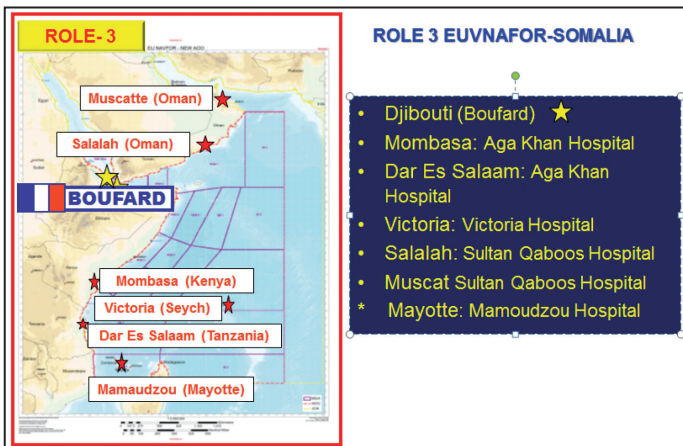 ROLE- 3
EU NAVFOR - NEW AOO
Muscatte (Oman)
Salalah (Oman)
BOUFARD
Mombasa (Kenya)
Victoria (Seych)
Dar Es Salaam (Tanzania)
Mamaudzou (Mayotte)
ROLE 3 EUVNAFOR-SOMALIA
• Djibouti (Boufard)
• Mombasa: Aga Khan Hospital
• Dar Es Salaam: Aga Khan
Hospital
• Victoria: Victoria Hospital
• Salalah: Sultan Qaboos Hospital
• Muscat Sultan Qaboos Hospital
* Mayotte: Mamoudzou Hospital